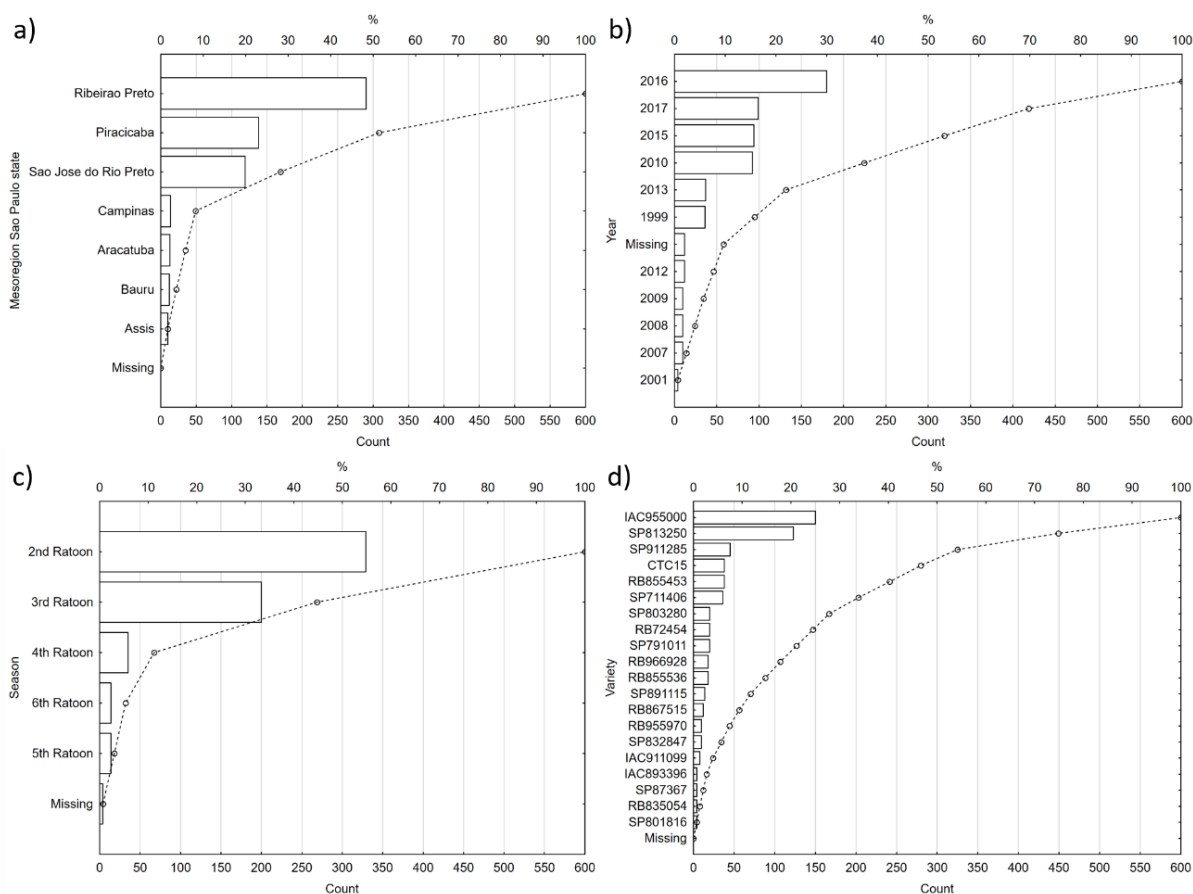 a)
%
0 10 20 30 40 50 60 70 80 90 100
Mesoregion Sao Paulo state
Ribeirao Preto
Piracicaba
Sao Jose do Rio Preto
Campinas
Aracatuba
Bauru
Assis
Missing
0 50 100 150 200 250 300 350 400 450 500 550 600
Count
b)
%
0 10 20 30 40 50 60 70 80 90 100
Year
2016
2017
2015
2010
2013
1999
Missing
2012
2009
2008
2007
2001
0 50 100 150 200 250 300 350 400 450 500 550 600
Count
c)
%
0 10 20 30 40 50 60 70 80 90 100
Season
2nd Ratoon
3rd Ratoon
4th Ratoon
6th Ratoon
5th Ratoon
Missing
0 50 100 150 200 250 300 350 400 450 500 550 600
Count
d)
%
0 10 20 30 40 50 60 70 80 90 100
Variety
IAC955000
SP813250
SP911285
CTC15
RB855453
SP711406
SP803280
RB72454
SP791011
RB966928
RB855536
SP891115
RB867515
RB955970
SP832847
IAC911099
IAC893396
SP87367
RB835054
SP801816
Missing
0 50 100 150 200 250 300 350 400 450 500 550 600
Count